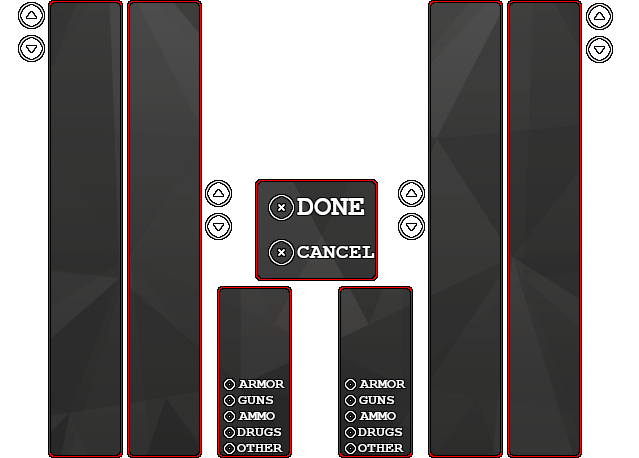 DONE
CANCEL
ARMOR
GUNS
AMMO
DRUGS
OTHER
ARMOR
GUNS
AMMO
DRUGS
OTHER